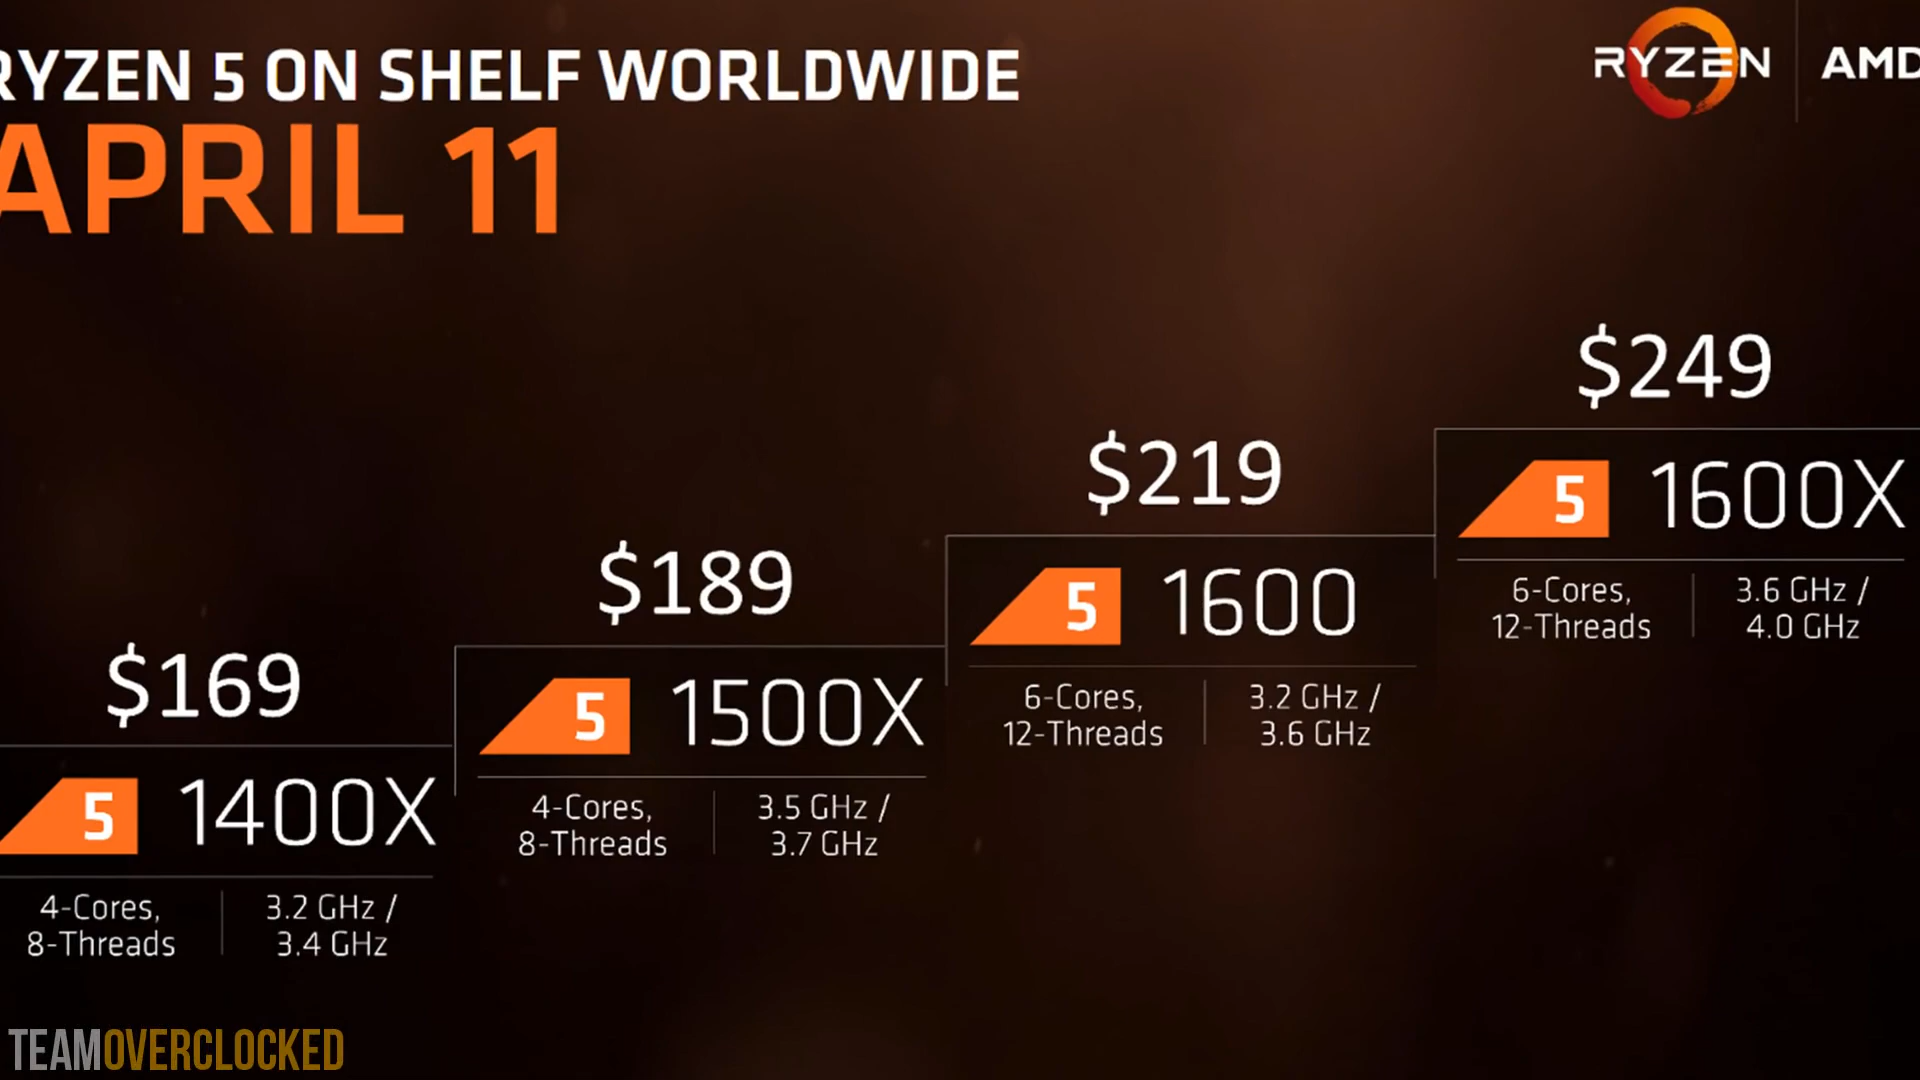 RYZEN 5 ON SHELF WORLDWIDE
APRIL 11
RYZEN
AMD
$169
5 1400X
4-Cores,
8-Threads
3.2 GHz /
3.4 GHz
$189
5 1500X
4-Cores,
8-Threads
3.5 GHz /
3.7 GHz
$219
5 1600
6-Cores,
12-Threads
3.2 GHz /
3.6 GHz
$249
5 1600X
6-Cores,
12-Threads
3.6 GHz /
4.0 GHz
TEAMOVERCLOCKED